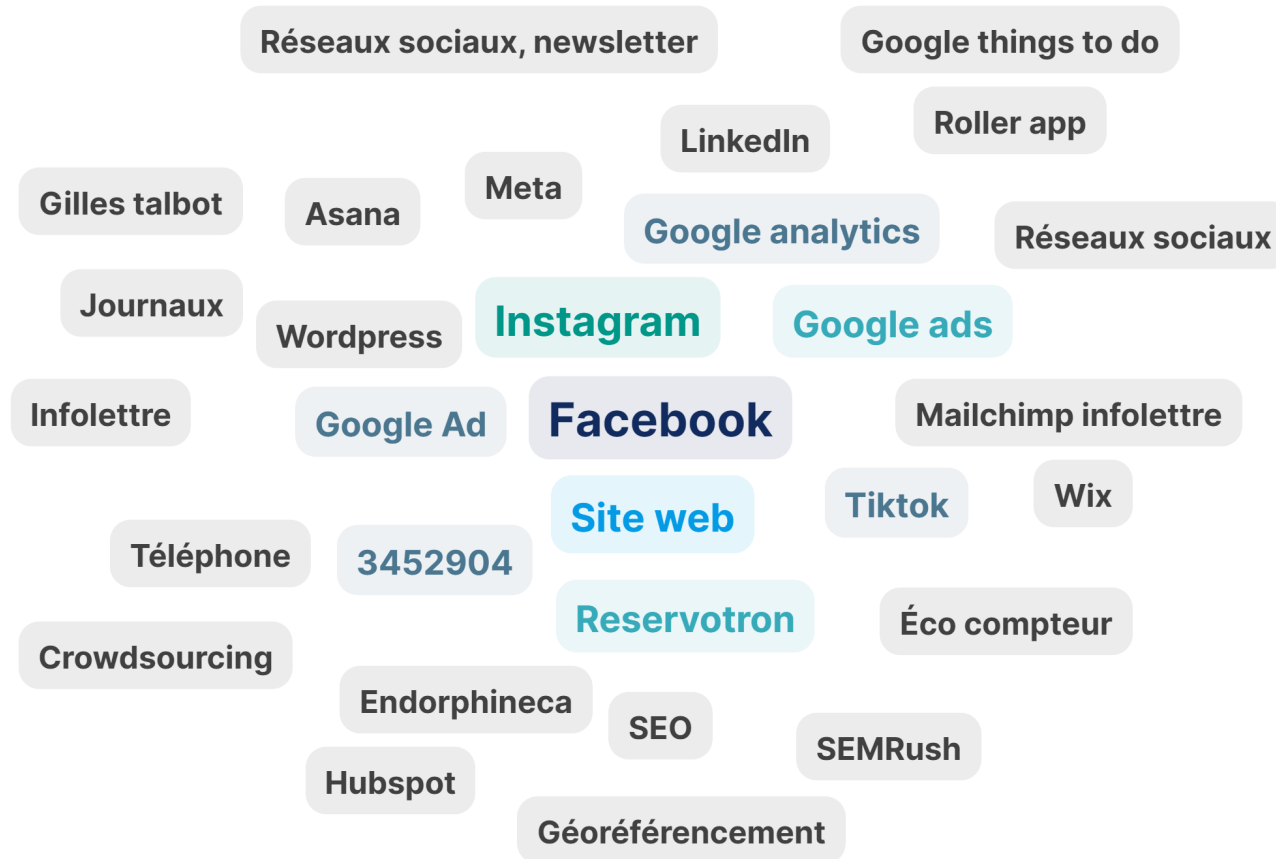 Réseaux sociaux, newsletter
Google things to do
Roller app
LinkedIn
Meta
Gilles talbot
Asana
Google analytics
Réseaux sociaux
Journaux
Wordpress
Instagram
Google ads
Infolettre
Google Ad
Facebook
Mailchimp infolettre
Site web
Tiktok
Wix
Téléphone
3452904
Reservotron
Éco compteur
Crowdsourcing
Endorphineca
SEO
SEMRush
Hubspot
Géoréférencement